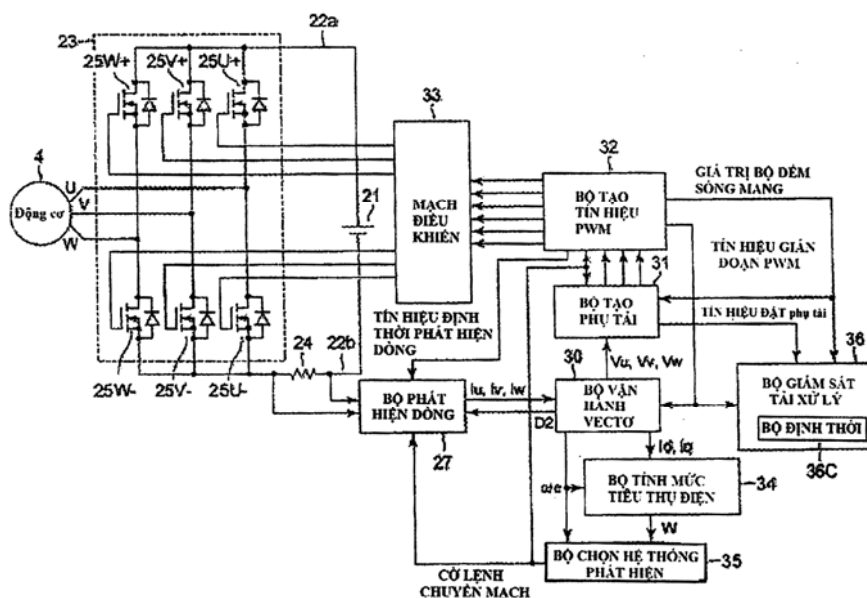 22a
23
25W+ 25V+ 25U+
33
32
4
U
V
W
Động cơ
21
MẠCH
ĐIỀU
KHIỂN
BỘ TẠO
TÍN HIỆU
PWM
GIÁ TRỊ BỘ ĐẾM
SÓNG MANG
TÍN HIỆU GIÁN
ĐOẠN PWM
31
BỘ TẠO
PHỤ TẢI
TÍN HIỆU ĐẶT phụ tải
TÍN HIỆU ĐỊNH
THỜI PHÁT HIỆN
DÒNG
36
24
22b
25W- 25V- 25U-
30
Vu, Vv, Vw
BỘ PHÁT
HIỆN DÒNG
27
Iu, Iv, Iw
D2
BỘ VẬN
HÀNH
VECTƠ
BỘ GIÁM SÁT
TẢI XỬ LÝ
BỘ ĐỊNH THỜI
36C
Id, Iq
BỘ TÍNH MỨC
TIÊU THỤ ĐIỆN
34
W
BỘ CHỌN HỆ THỐNG
PHÁT HIỆN
35
CỜ LỆNH
CHUYỂN MẠCH